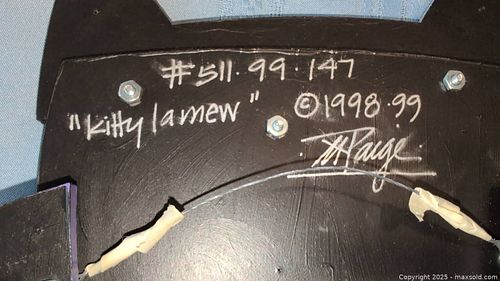 #511.99.147
"Kitty lamew"
©1998.99
Paige
Copyright 2025 - maxsold.com